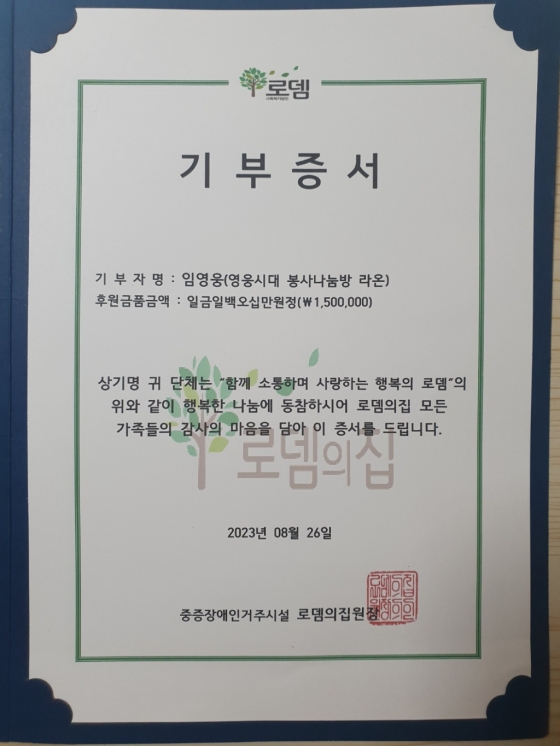 로뎀
기부증서
기 부 자 명 : 임영웅(영웅시대 봉사나눔방 라온)
후원금품금액 : 일금일백오십만원정(₩1,500,000)
상기명 귀 단체는 "함께 소통하며 사랑하는 행복의 로뎀"의
위와 같이 행복한 나눔에 동참하시어 로뎀의집 모든
가족들의 감사의 마음을 담아 이 증서를 드립니다.
로뎀의집
2023년 08월 26일
중증장애인거주시설 로뎀의집원장